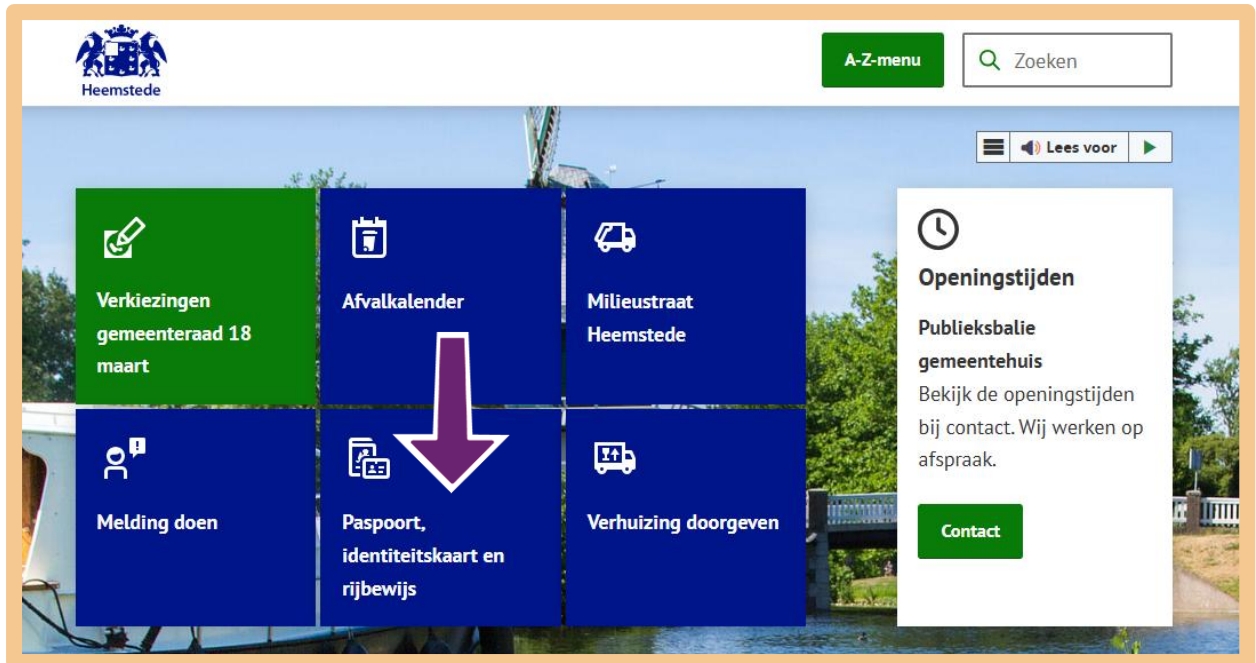 Heemstede
A-Z-menu
Zoeken
Lees voor
Verkiezingen
gemeenteraad 18
maart
Afvalkalender
Milieustraat
Heemstede
Melding doen
Paspoort,
identiteitskaart en
rijbewijs
Verhuizing doorgeven
Openingstijden
Publieksbalie
gemeentehuis
Bekijk de openingstijden
bij contact. Wij werken op
afspraak.
Contact